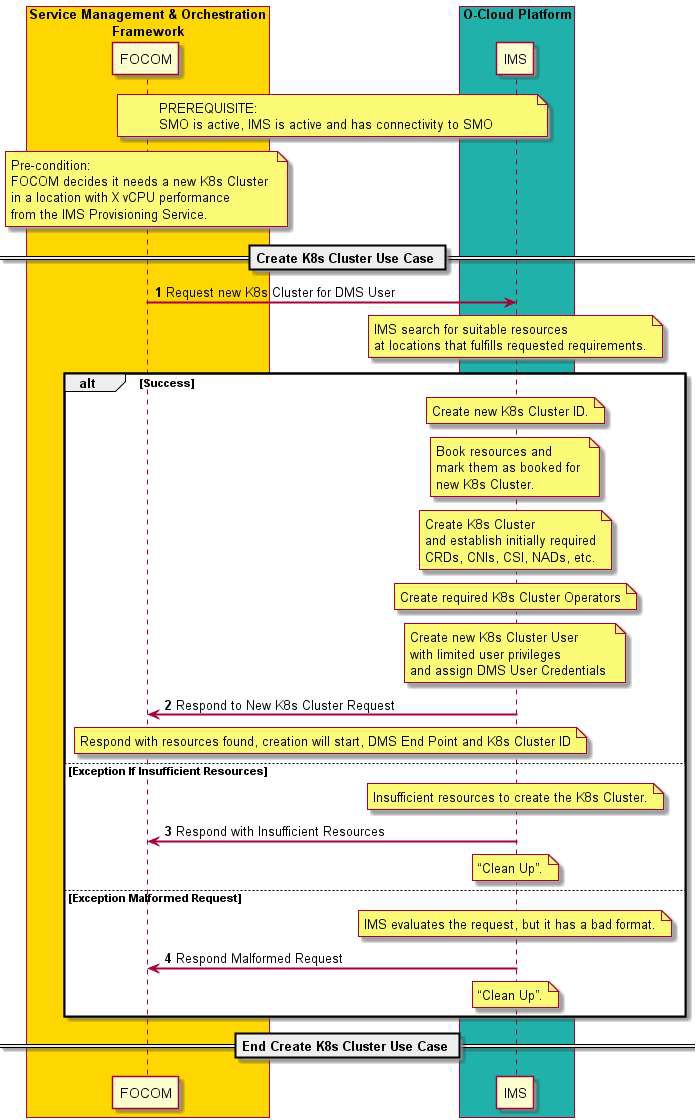 Service Management & Orchestration
Framework
O-Cloud Platform
FOCOM
IMS
PREREQUISITE:
SMO is active, IMS is active and has connectivity to SMO
Pre-condition:
FOCOM decides it needs a new K8s Cluster
in a location with X vCPU performance
from the IMS Provisioning Service.
Create K8s Cluster Use Case
1 Request new K8s Cluster for DMS User
IMS search for suitable resources
at locations that fulfills requested requirements.
alt [Success]
Create new K8s Cluster ID.
Book resources and
mark them as booked for
new K8s Cluster.
Create K8s Cluster
and establish initially required
CRDs, CNIs, CSI, NADs, etc.
Create required K8s Cluster Operators
Create new K8s Cluster User
with limited user privileges
and assign DMS User Credentials
2 Respond to New K8s Cluster Request
Respond with resources found, creation will start, DMS End Point and K8s Cluster ID
[Exception If Insufficient Resources]
Insufficient resources to create the K8s Cluster.
3 Respond with Insufficient Resources
“Clean Up”.
[Exception Malformed Request]
IMS evaluates the request, but it has a bad format.
4 Respond Malformed Request
“Clean Up”.
End Create K8s Cluster Use Case
FOCOM
IMS